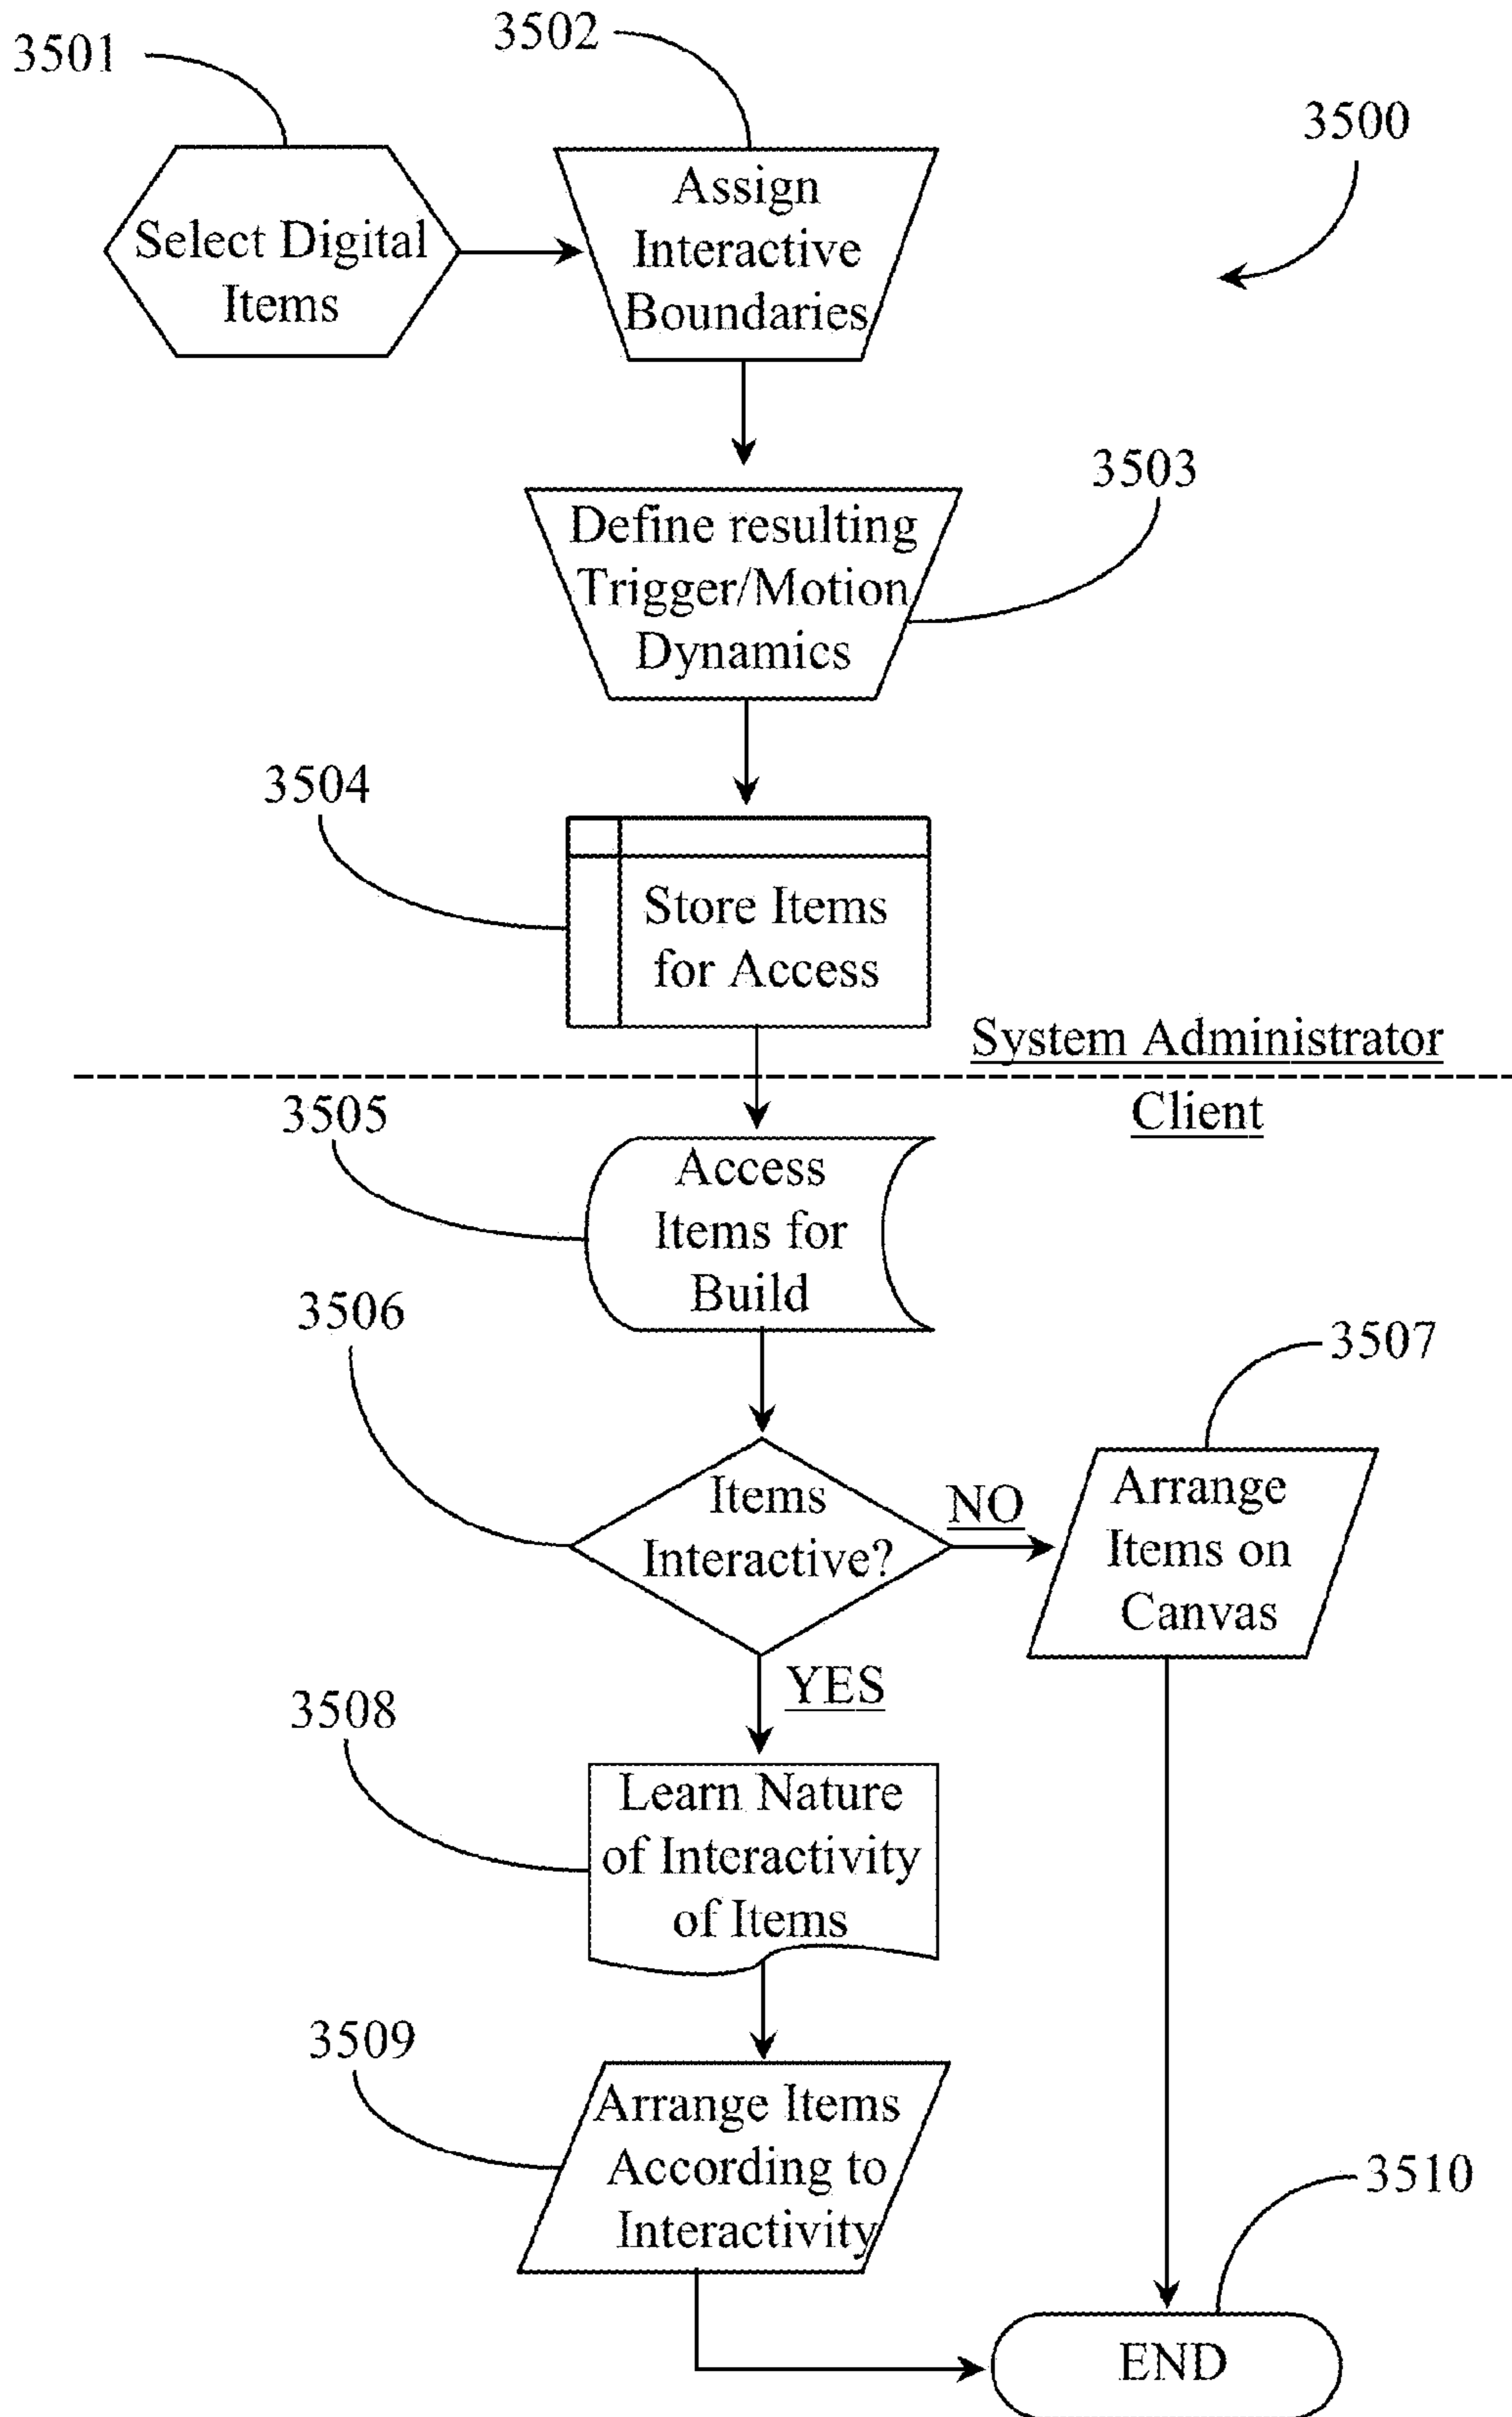 3501
3502
3500
Select Digital
Items
Assign
Interactive
Boundaries
3503
Define resulting
Trigger/Motion
Dynamics
3504
Store Items
for Access
System Administrator
Client
3505
Access
Items for
Build
3506
3507
Items
Interactive?
NO
Arrange
Items on
Canvas
YES
3508
Learn Nature
of Interactivity
of Items
3509
Arrange Items
According to
Interactivity
3510
END